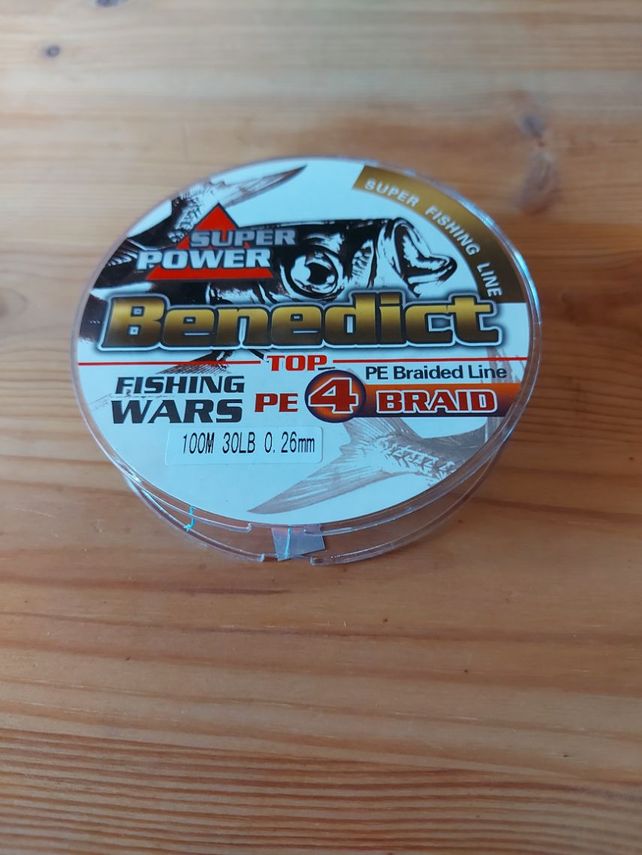 SUPER FISHING LINE
SUPER
POWER
Benedict
TOP
PE Braided Line
FISHING
WARS
PE 4 BRAID
100M 30LB 0.26mm